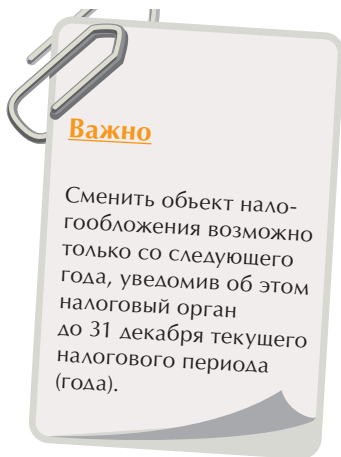 Важно
Сменить объект нало-
гообложения возможно
только со следующего
года, уведомив об этом
налоговый орган
до 31 декабря текущего
налогового периода
(года).